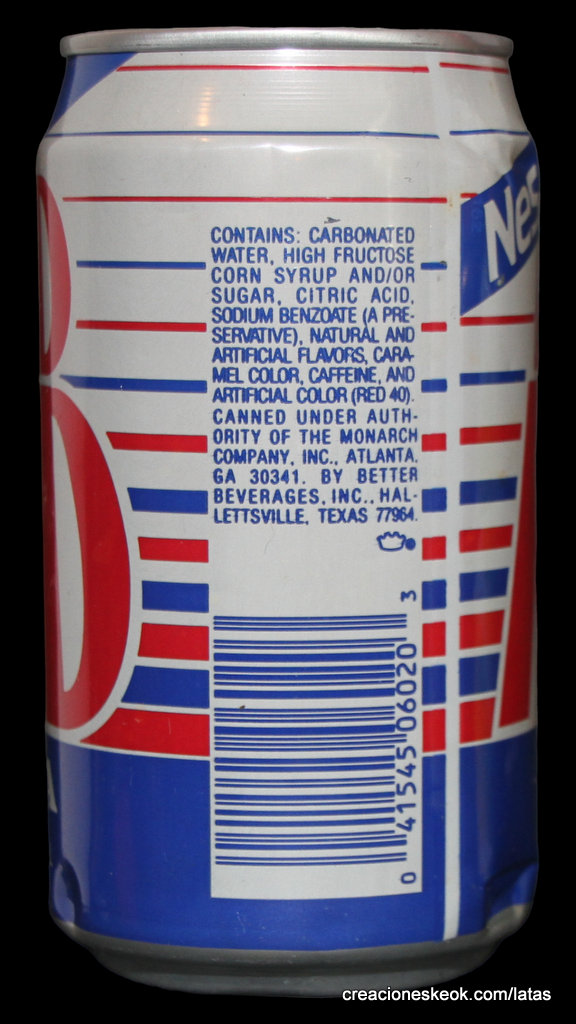 Nes
CONTAINS: CARBONATED
WATER, HIGH FRUCTOSE
CORN SYRUP AND/OR
SUGAR, CITRIC ACID,
SODIUM BENZOATE (A PRE-
SERVATIVE), NATURAL AND
ARTIFICIAL FLAVORS, CARA-
MEL COLOR, CAFFEINE, AND
ARTIFICIAL COLOR (RED 40).
CANNED UNDER AUTH-
ORITY OF THE MONARCH
COMPANY, INC., ATLANTA,
GA 30341. BY BETTER
BEVERAGES, INC., HAL-
LETTSVILLE, TEXAS 77964.
0 41545 06020 3
creacioneskeok.com/latas